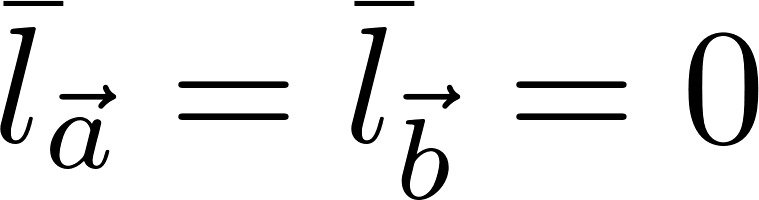 $\bar{l}_{\vec{a}} = \bar{l}_{\vec{b}} = 0$